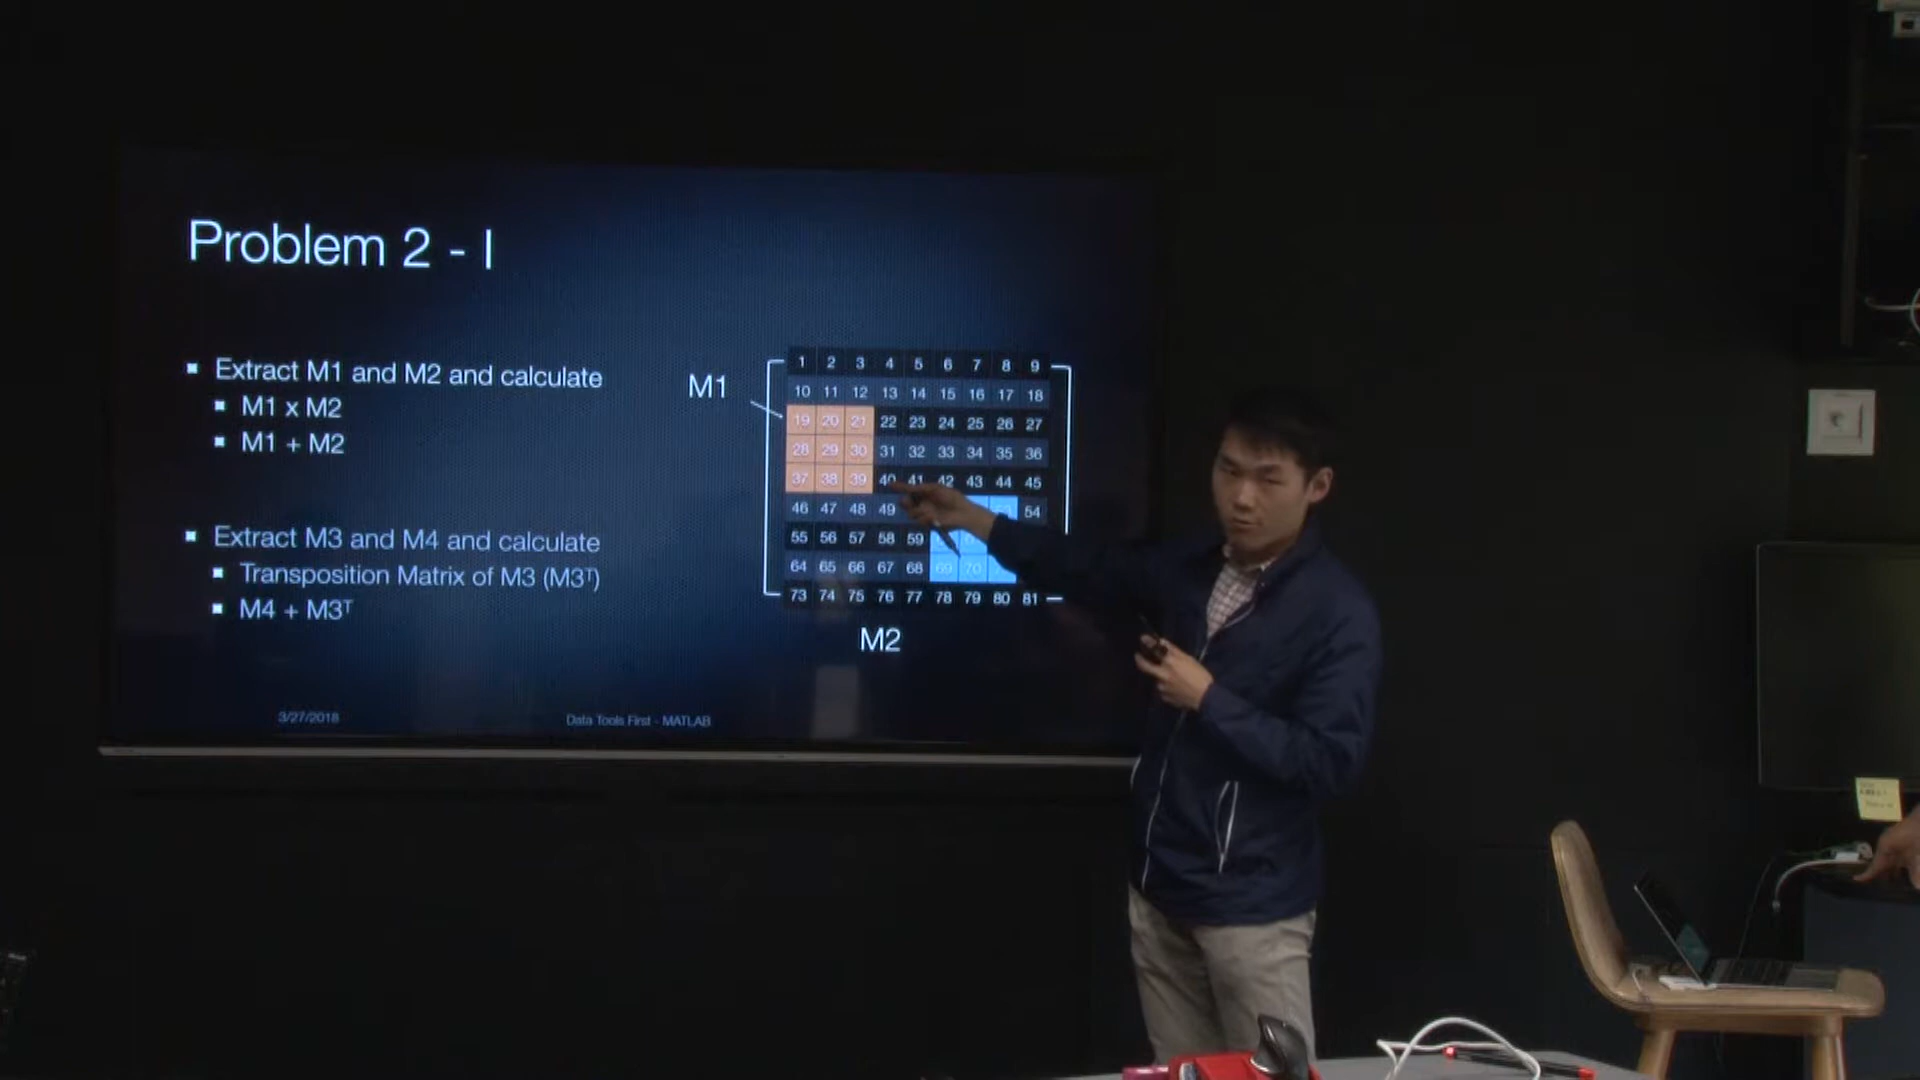 Problem 2 - I
Extract M1 and M2 and calculate
M1 x M2
M1 + M2
Extract M3 and M4 and calculate
Transposition Matrix of M3 (M3ᵀ)
M4 + M3ᵀ
M1
1 2 3 4 5 6 7 8 9
10 11 12 13 14 15 16 17 18
19 20 21 22 23 24 25 26 27
28 29 30 31 32 33 34 35 36
37 38 39 40 41 42 43 44 45
46 47 48 49 54
55 56 57 58 59
64 65 66 67 68 69 70
73 74 75 76 77 78 79 80 81
M2
3/27/2018
Data Tools First - MATLAB